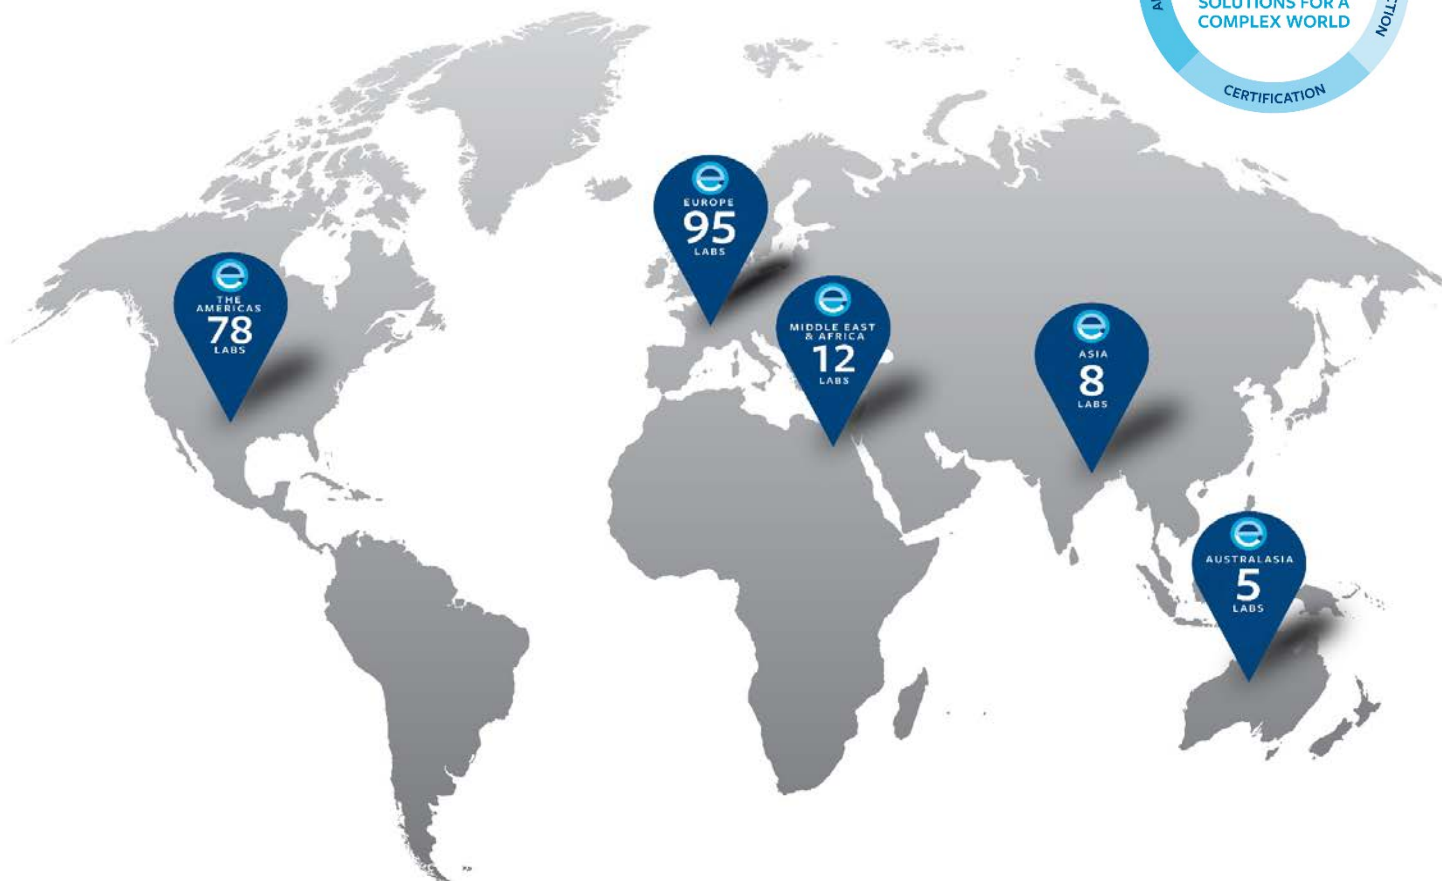 SOLUTIONS FOR A
COMPLEX WORLD
CERTIFICATION
EUROPE
95
LABS
THE
AMERICAS
78
LABS
MIDDLE EAST
& AFRICA
12
LABS
ASIA
8
LABS
AUSTRALASIA
5
LABS